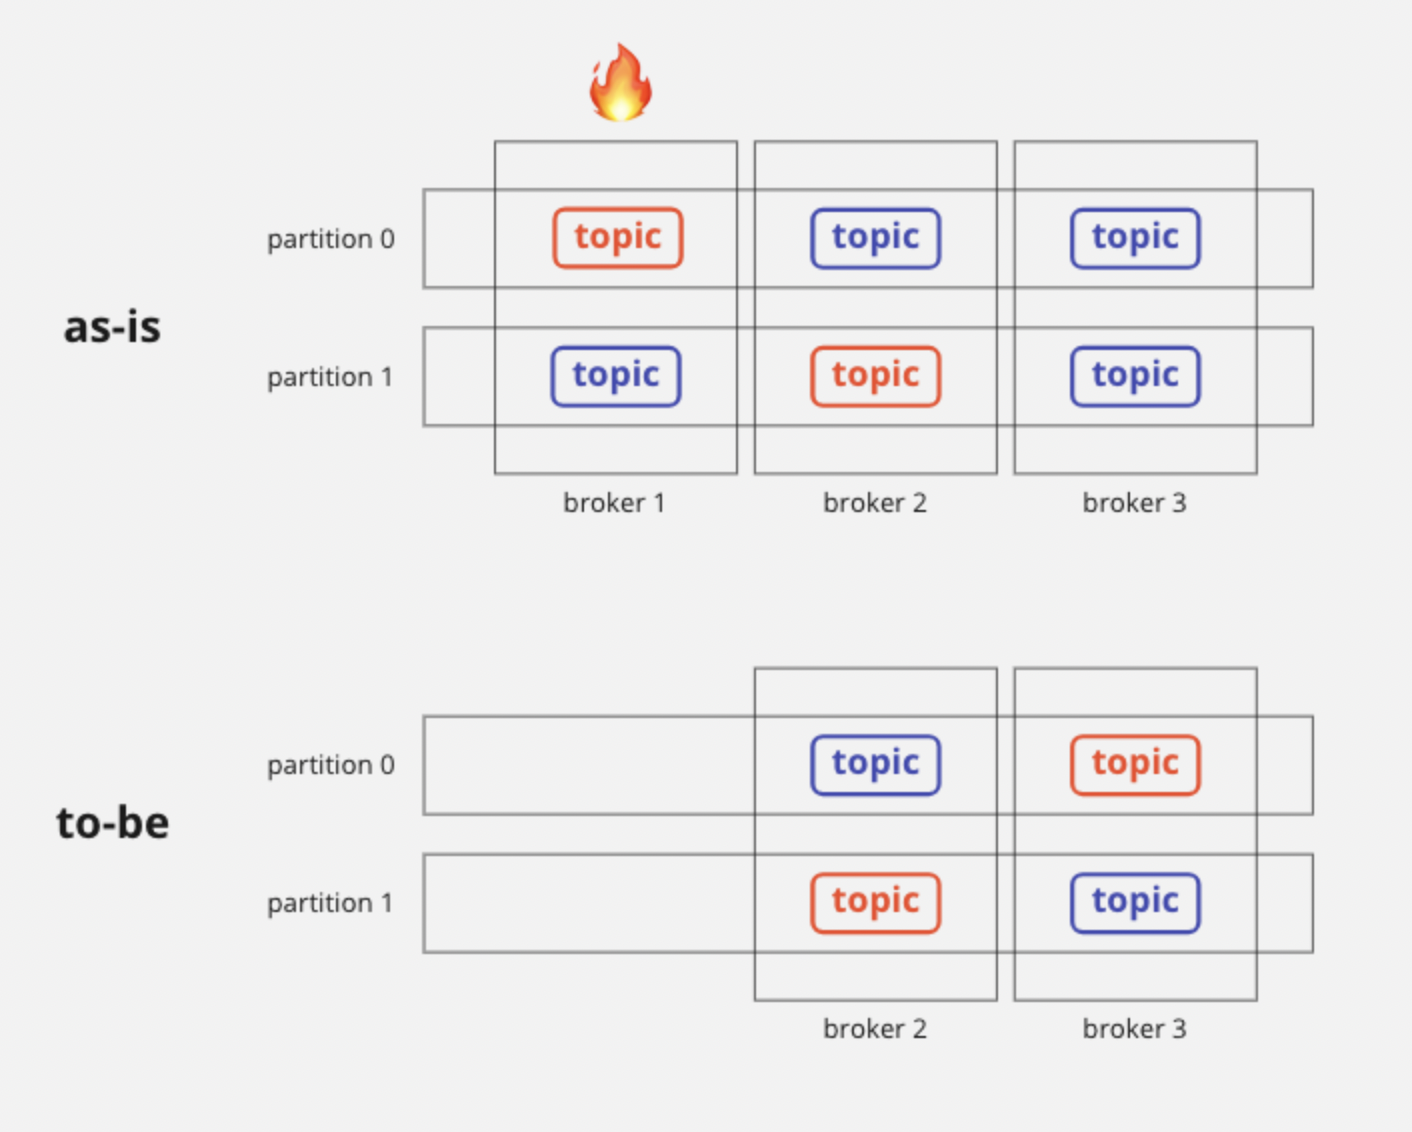 partition 0
topic
topic
topic
as-is
partition 1
topic
topic
topic
broker 1
broker 2
broker 3
partition 0
topic
topic
to-be
partition 1
topic
topic
broker 2
broker 3